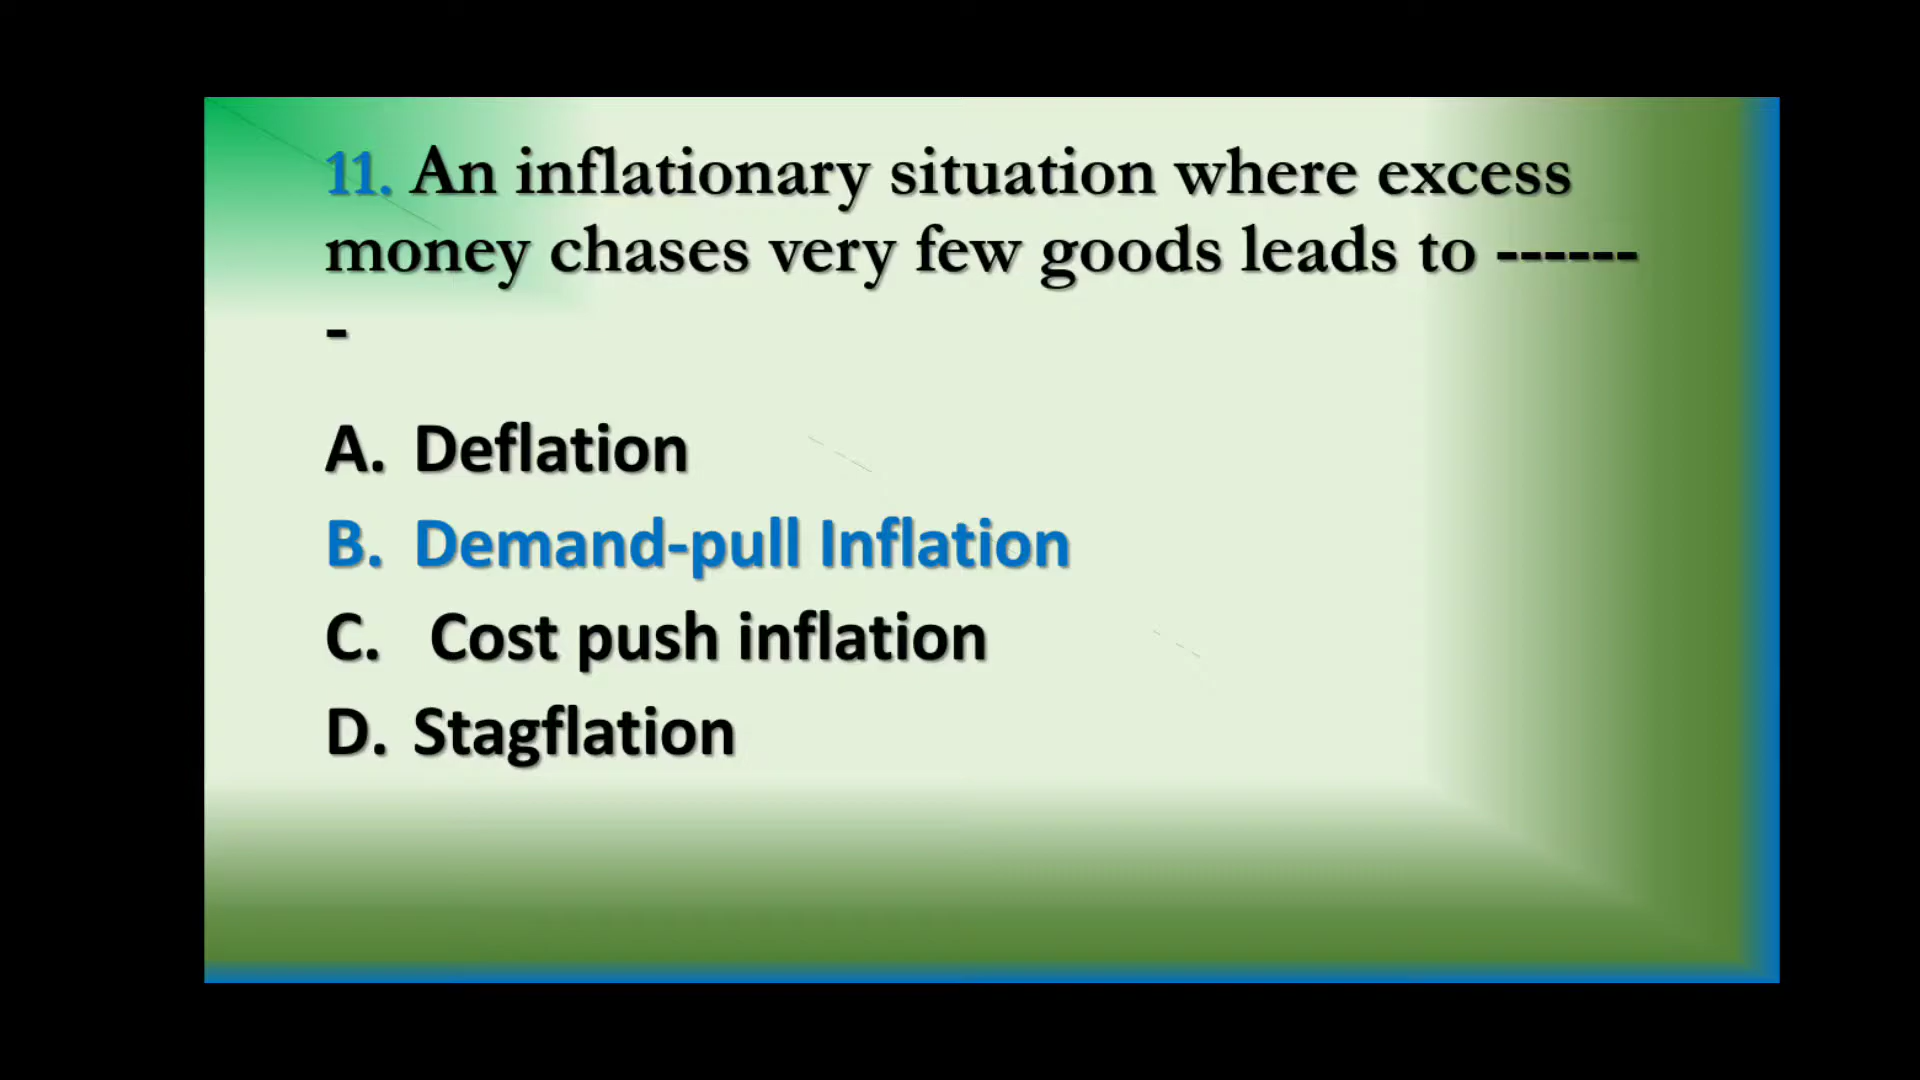 11. An inflationary situation where excess
money chases very few goods leads to ------
-
A. Deflation
B. Demand-pull Inflation
C. Cost push inflation
D. Stagflation